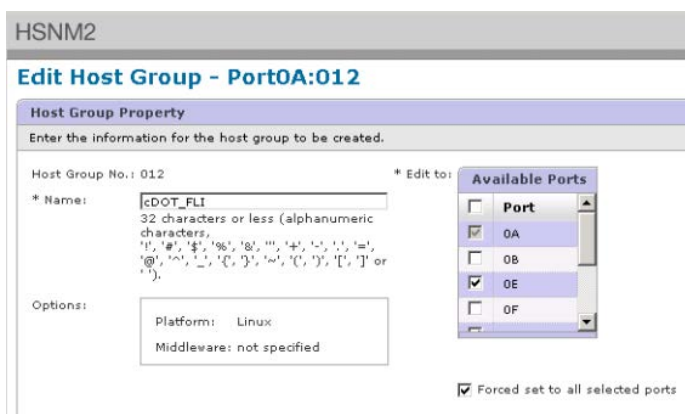 HSNM2
Edit Host Group - Port0A:012
Host Group Property
Enter the information for the host group to be created.
Host Group No.: 012
* Name: cDOT_FLI
32 characters or less (alphanumeric
characters,
'!', '#', '$', '%', '&', ''', '+', '-', '.', '=',
'@', '^', '_', '{', '}', '~', '(', ')', '[', ']' or
' ').
Options:
Platform: Linux
Middleware: not specified
* Edit to:
Available Ports
Port
0A
0B
0E
0F
Forced set to all selected ports